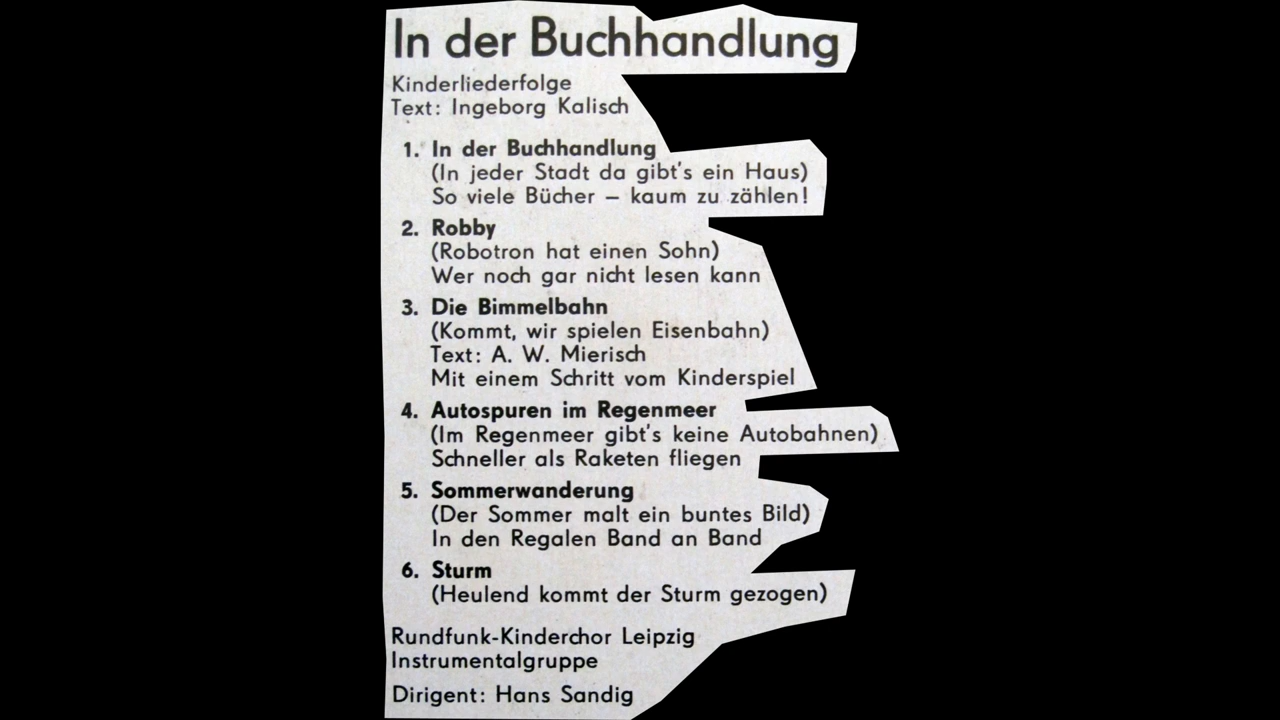 In der Buchhandlung
Kinderliederfolge
Text: Ingeborg Kalisch
1. In der Buchhandlung
(In jeder Stadt da gibt's ein Haus)
So viele Bücher – kaum zu zählen!
2. Robby
(Robotron hat einen Sohn)
Wer noch gar nicht lesen kann
3. Die Bimmelbahn
(Kommt, wir spielen Eisenbahn)
Text: A. W. Mierisch
Mit einem Schritt vom Kinderspiel
4. Autospuren im Regenmeer
(Im Regenmeer gibt's keine Autobahnen)
Schneller als Raketen fliegen
5. Sommerwanderung
(Der Sommer malt ein buntes Bild)
In den Regalen Band an Band
6. Sturm
(Heulend kommt der Sturm gezogen)
Rundfunk-Kinderchor Leipzig
Instrumentalgruppe
Dirigent: Hans Sandig